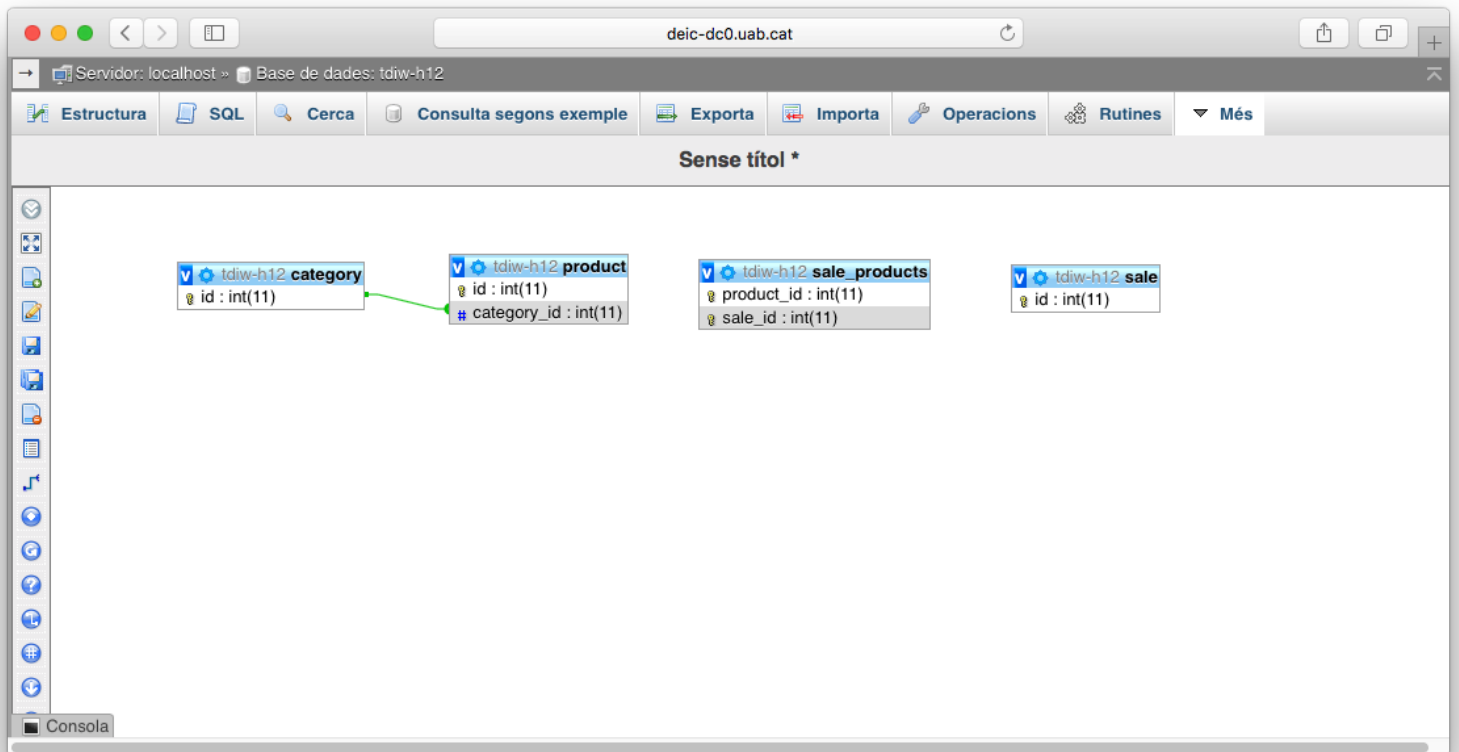 deic-dc0.uab.cat
Servidor: localhost » Base de dades: tdiw-h12
Estructura SQL Cerca Consulta segons exemple Exporta Importa Operacions Rutines Més
Sense títol *
tdiw-h12 category
id : int(11)
tdiw-h12 product
id : int(11)
# category_id : int(11)
tdiw-h12 sale_products
product_id : int(11)
sale_id : int(11)
tdiw-h12 sale
id : int(11)
Consola